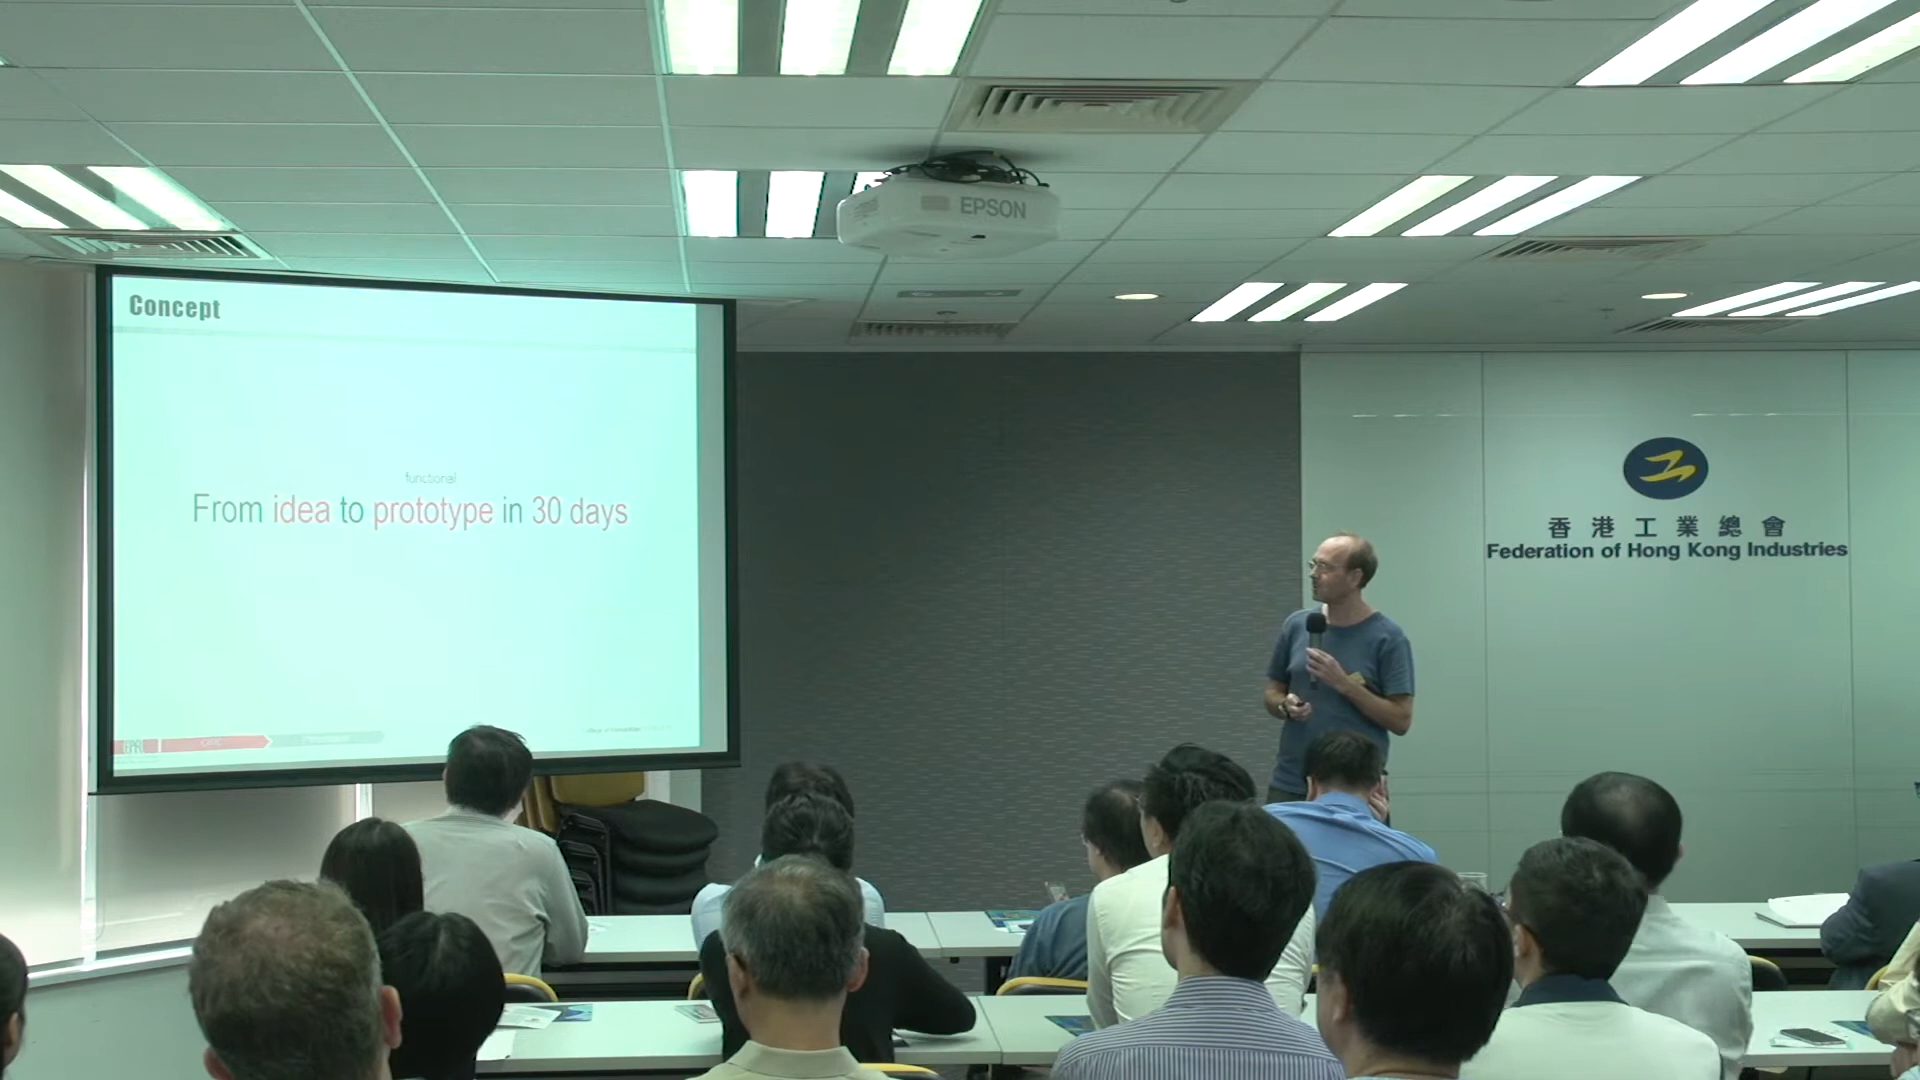 EPSON
Concept
functional
From idea to prototype in 30 days
香港工業總會
Federation of Hong Kong Industries